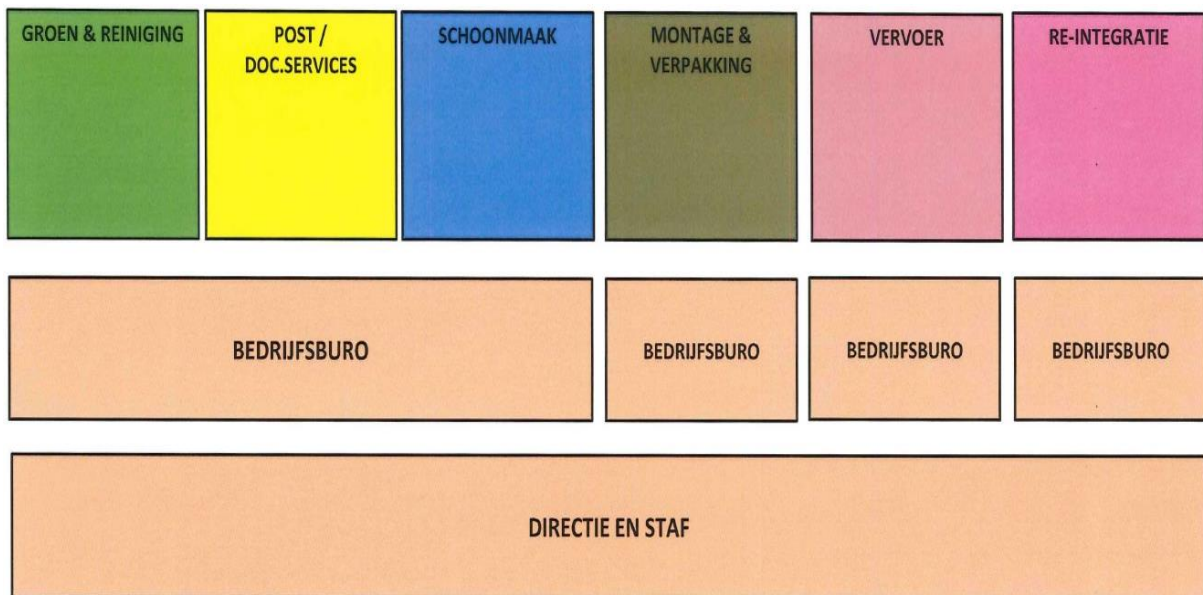 GROEN & REINIGING
POST /
DOC.SERVICES
SCHOONMAAK
MONTAGE &
VERPAKKING
VERVOER
RE-INTEGRATIE
BEDRIJFSBURO
BEDRIJFSBURO
BEDRIJFSBURO
BEDRIJFSBURO
DIRECTIE EN STAF